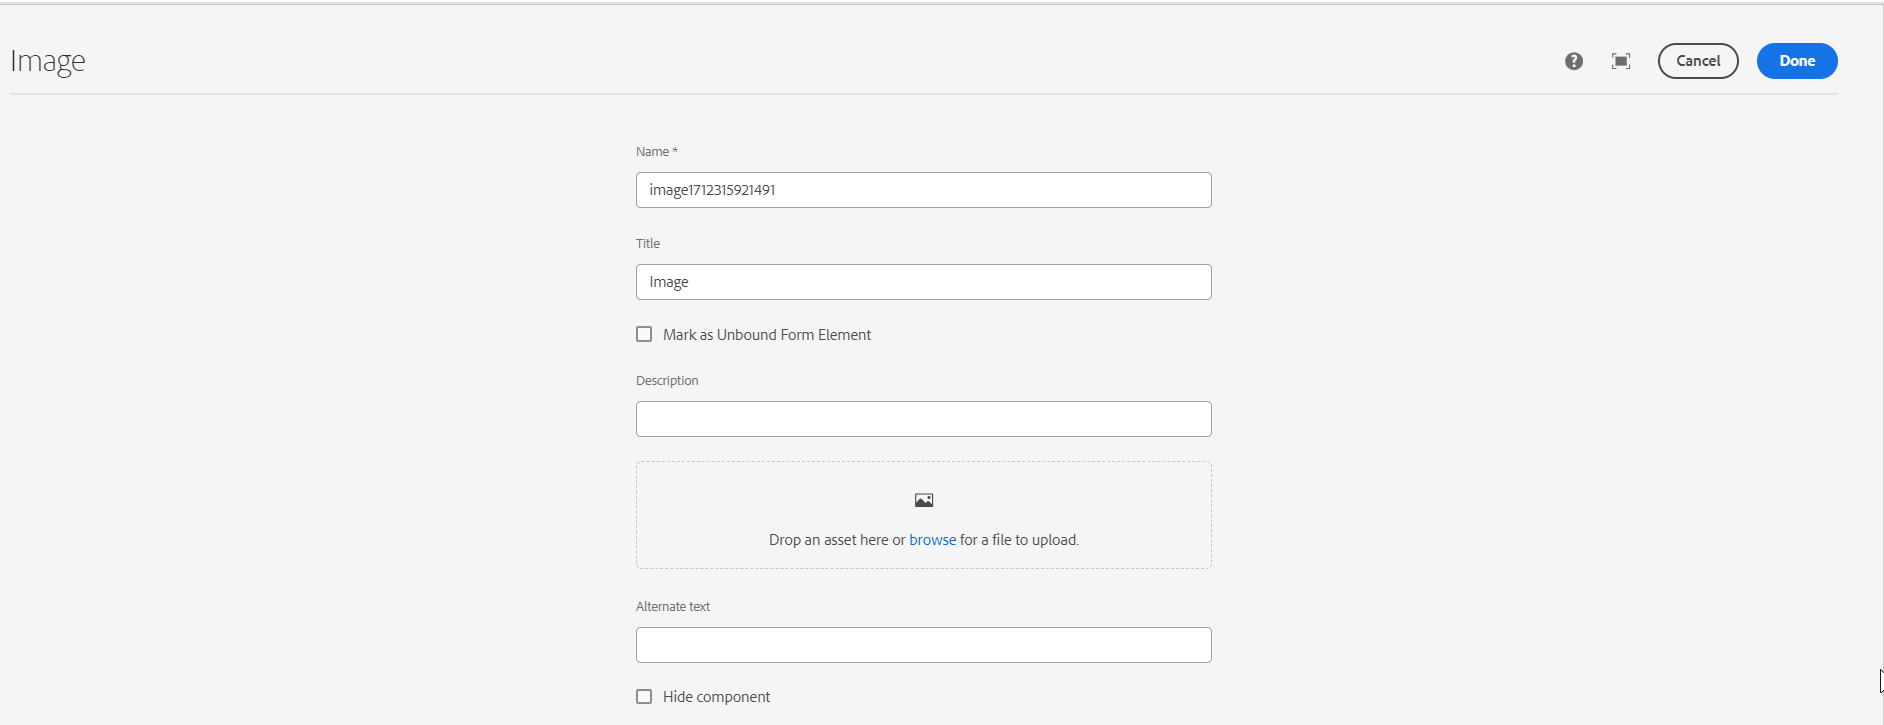 Image
Cancel
Done
Name *
image1712315921491
Title
Image
Mark as Unbound Form Element
Description
Drop an asset here or browse for a file to upload.
Alternate text
Hide component